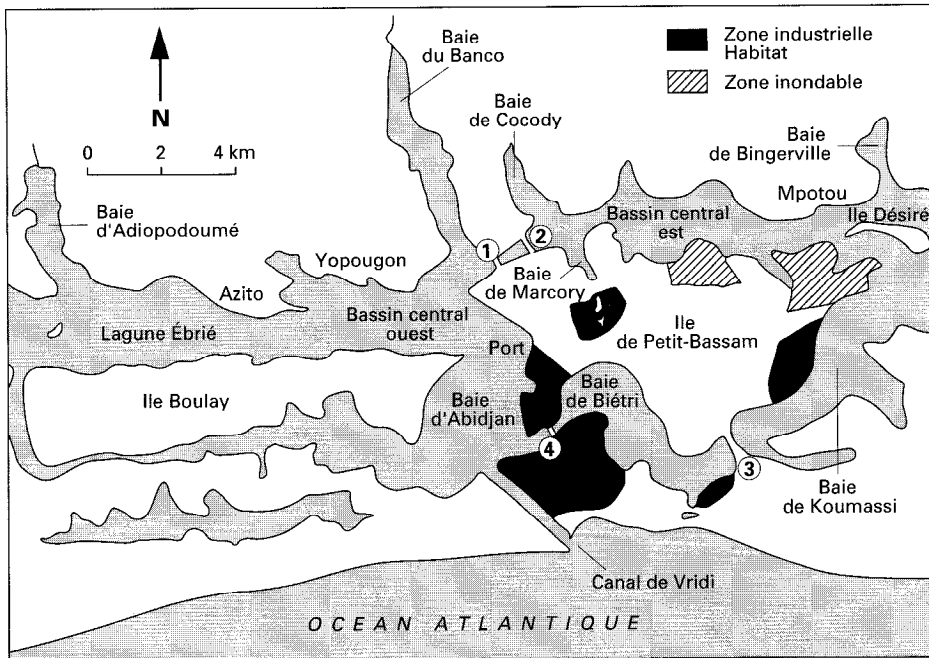 Baie
du Banco
Zone industrielle
Habitat
Zone inondable
N
0 2 4 km
Baie
de Cocody
Baie
de Bingerville
Mpotou
Ile Désiré
Baie
d'Adiopodoumé
Bassin central
est
1
2
Yopougon
Baie
de Marcory
Azito
Lagune Ébrié
Bassin central
ouest
Ile
de Petit-Bassam
Port
Ile Boulay
Baie
d'Abidjan
Baie
de Biétri
4
3
Baie
de Koumassi
Canal de Vridi
OCEAN ATLANTIQUE